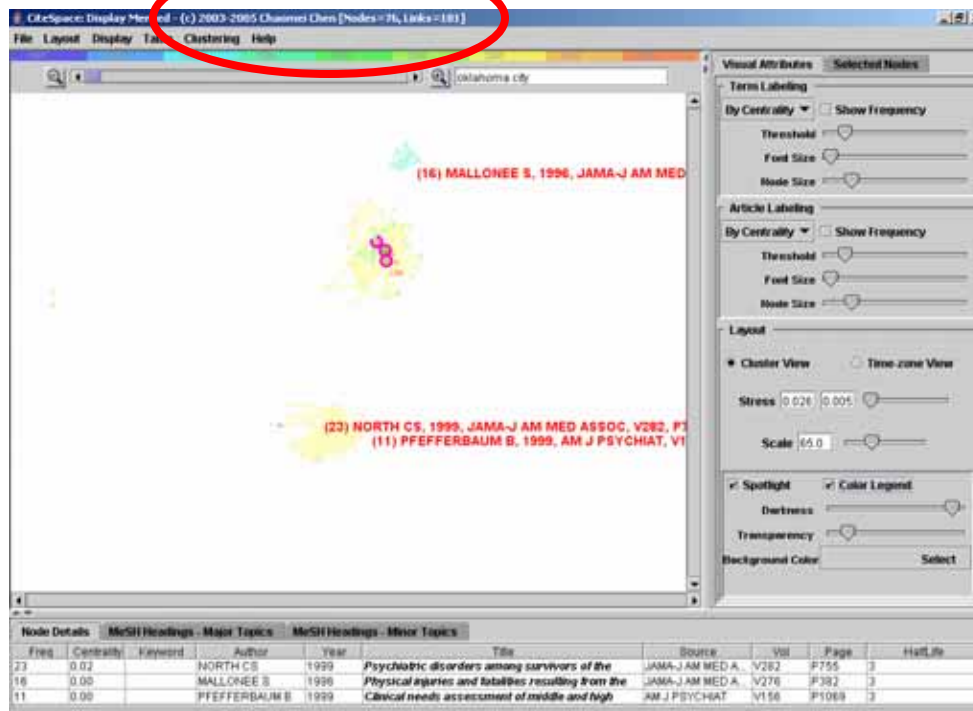 CiteSpace: Display Merged - (c) 2003-2005 Chaomei Chen [Nodes=76, Links=181]
File Layout Display Table Clustering Help
oklahoma city
Visual Attributes Selected Nodes
Term Labeling
By Centrality Show Frequency
Threshold
Font Size
Node Size
Article Labeling
By Centrality Show Frequency
Threshold
Font Size
Node Size
Layout
Cluster View Time-zone View
Stress 0.026 0.005
Scale 65.0
Spotlight Color Legend
Darkness
Transparency
Background Color Select
(16) MALLONEE S, 1996, JAMA-J AM MED
(23) NORTH CS, 1999, JAMA-J AM MED ASSOC, V282, P7
(11) PFEFFERBAUM B, 1999, AM J PSYCHIAT, V1
Node Details MeSH Headings - Major Topics MeSH Headings - Minor Topics
Freq Centrality Keyword Author Year Title Source Vol Page HalfLife
23 0.02 NORTH CS 1999 Psychiatric disorders among survivors of the JAMA-J AM MED A... V282 P755 3
16 0.00 MALLONEE S 1996 Physical injuries and fatalities resulting from the JAMA-J AM MED A... V276 P382 3
11 0.00 PFEFFERBAUM B 1999 Clinical needs assessment of middle and high AM J PSYCHIAT V156 P1069 3